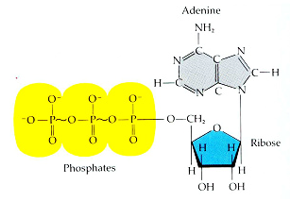 Adenine
NH₂
C
N
C
N
C—H
H—C
C
N
N
O⁻ O⁻ O⁻
⁻O—P~O—P~O—P—O—CH₂
O O O
O
Phosphates
H H
Ribose
H H
OH OH